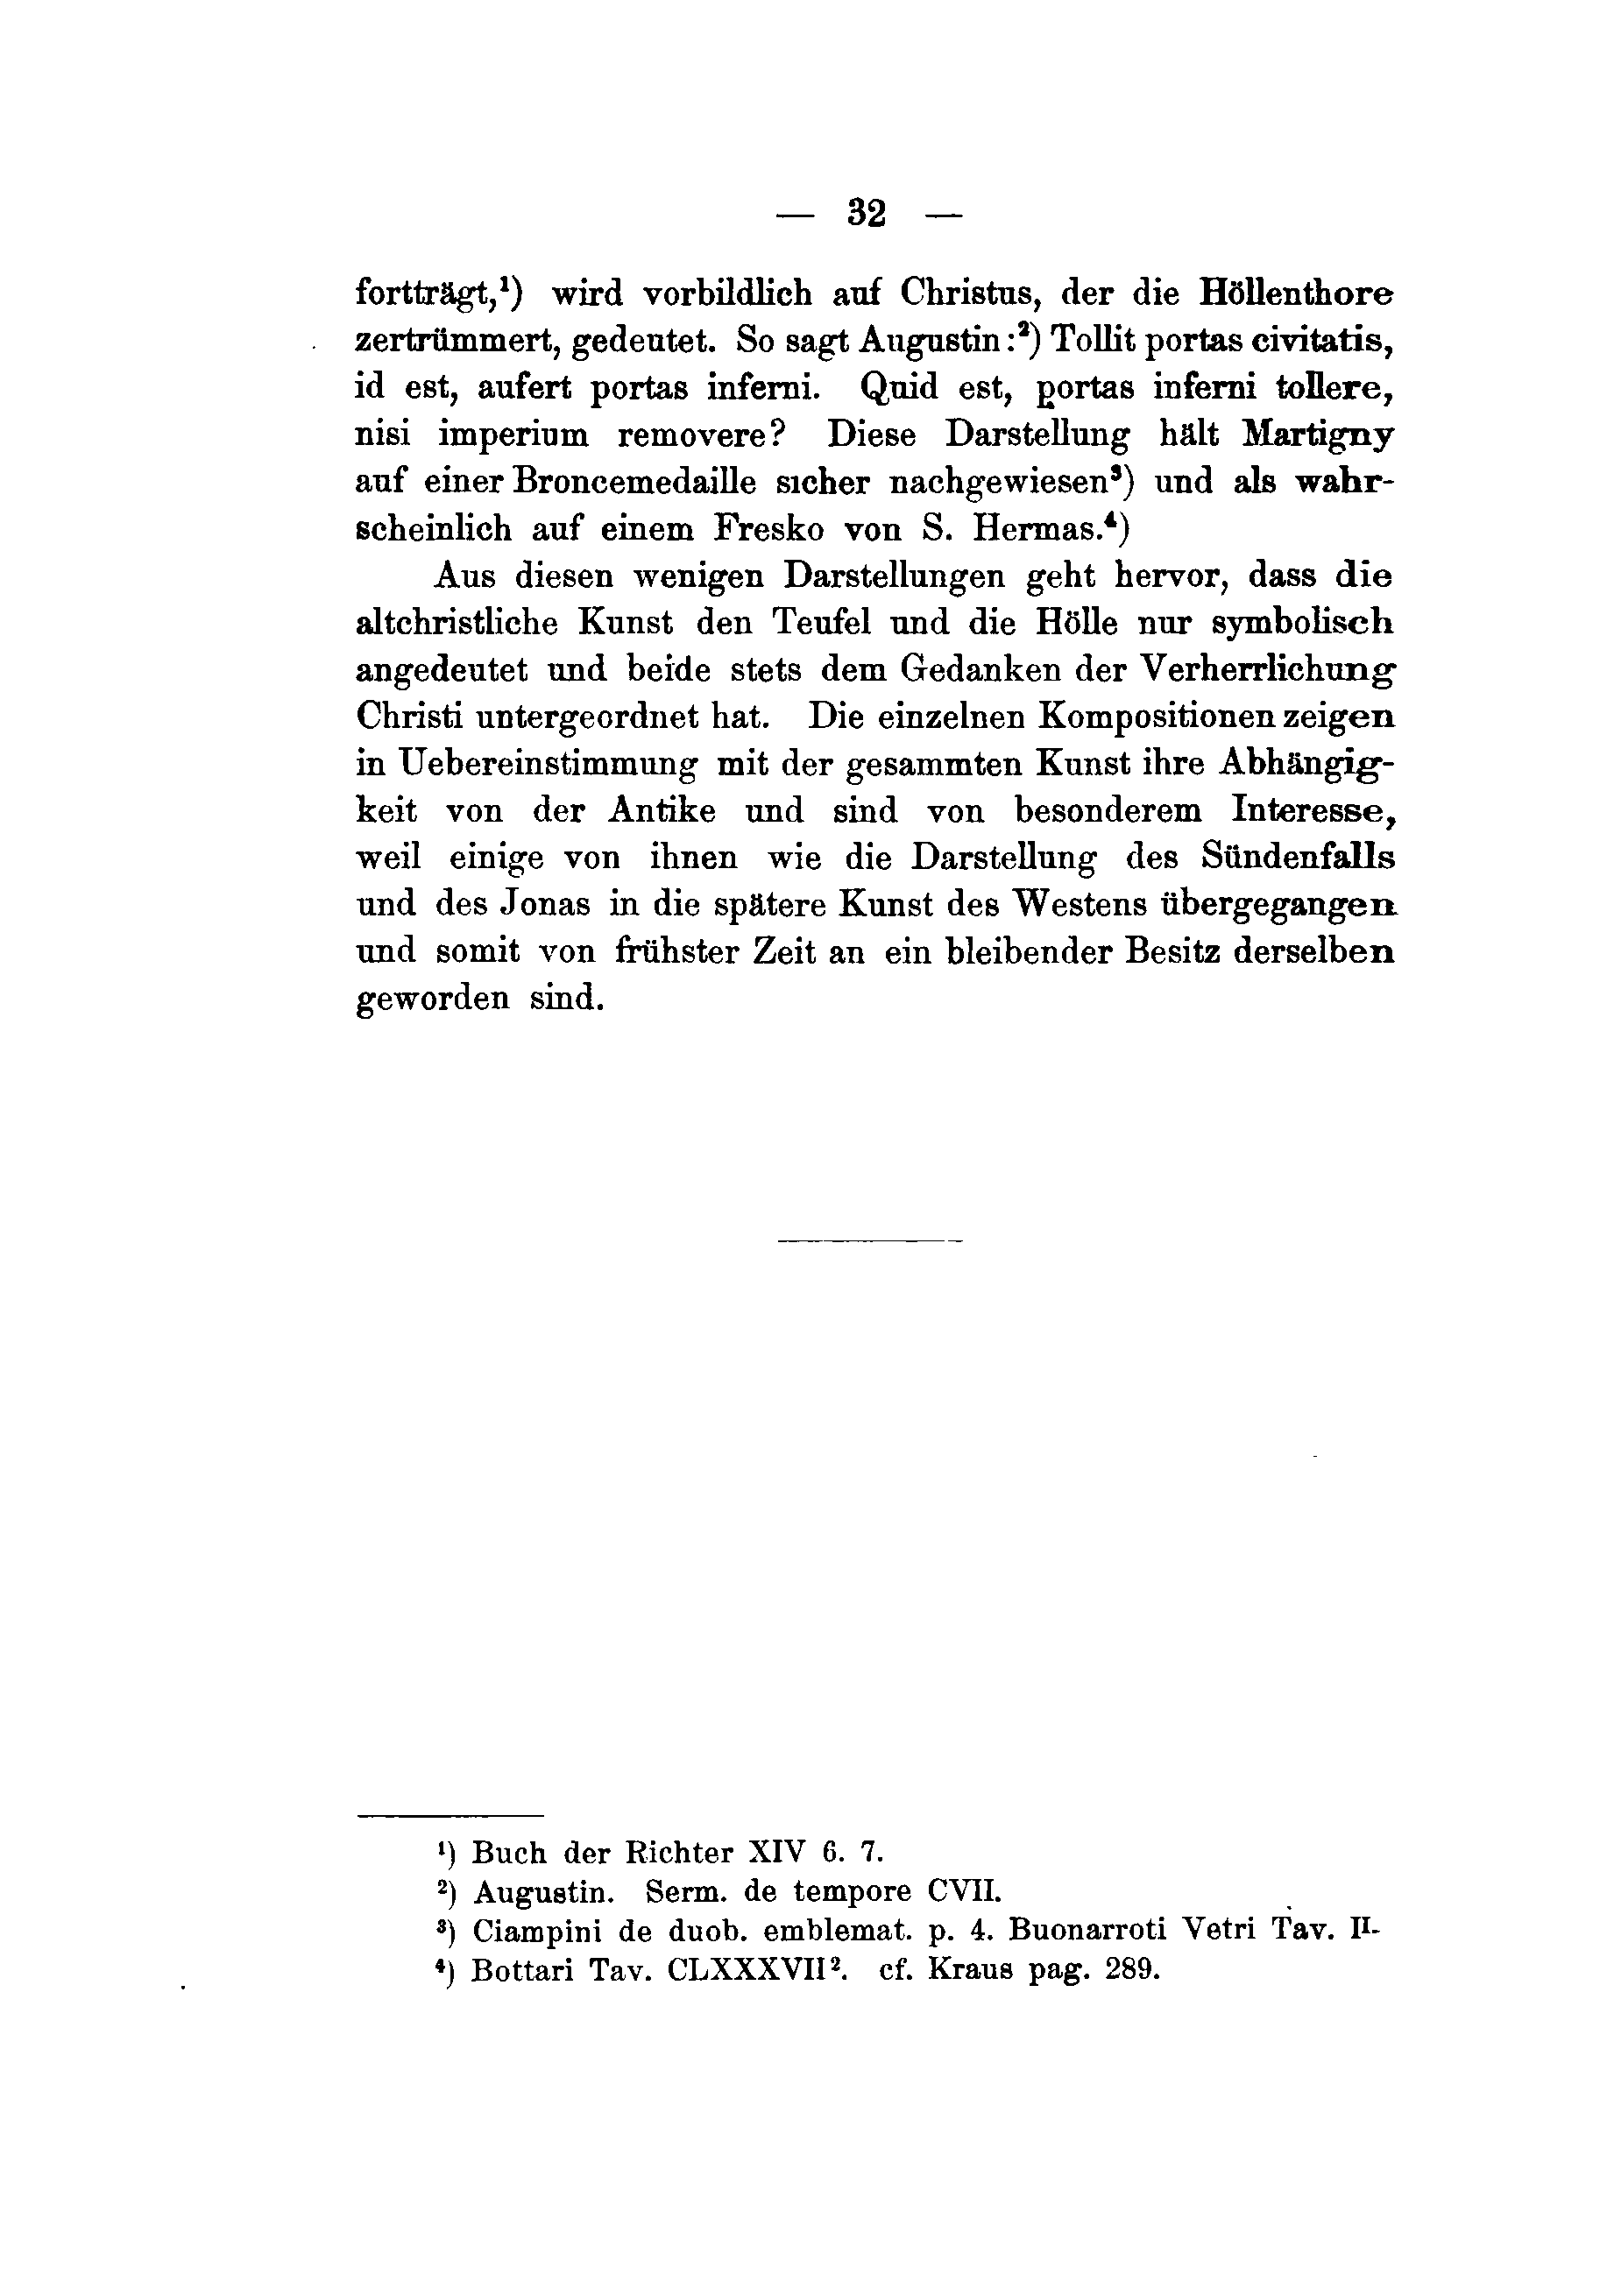 — 32 —
fortträgt,¹) wird vorbildlich auf Christus, der die Höllenthore
zertrümmert, gedeutet. So sagt Augustin:²) Tollit portas civitatis,
id est, aufert portas inferni. Quid est, portas inferni tollere,
nisi imperium removere? Diese Darstellung hält Martigny
auf einer Broncemedaille sicher nachgewiesen³) und als wahr-
scheinlich auf einem Fresko von S. Hermas.⁴)
Aus diesen wenigen Darstellungen geht hervor, dass die
altchristliche Kunst den Teufel und die Hölle nur symbolisch
angedeutet und beide stets dem Gedanken der Verherrlichung
Christi untergeordnet hat. Die einzelnen Kompositionen zeigen
in Uebereinstimmung mit der gesammten Kunst ihre Abhängig-
keit von der Antike und sind von besonderem Interesse,
weil einige von ihnen wie die Darstellung des Sündenfalls
und des Jonas in die spätere Kunst des Westens übergegangen
und somit von frühster Zeit an ein bleibender Besitz derselben
geworden sind.
¹) Buch der Richter XIV 6. 7.
²) Augustin. Serm. de tempore CVII.
³) Ciampini de duob. emblemat. p. 4. Buonarroti Vetri Tav. II-
⁴) Bottari Tav. CLXXXVII². cf. Kraus pag. 289.